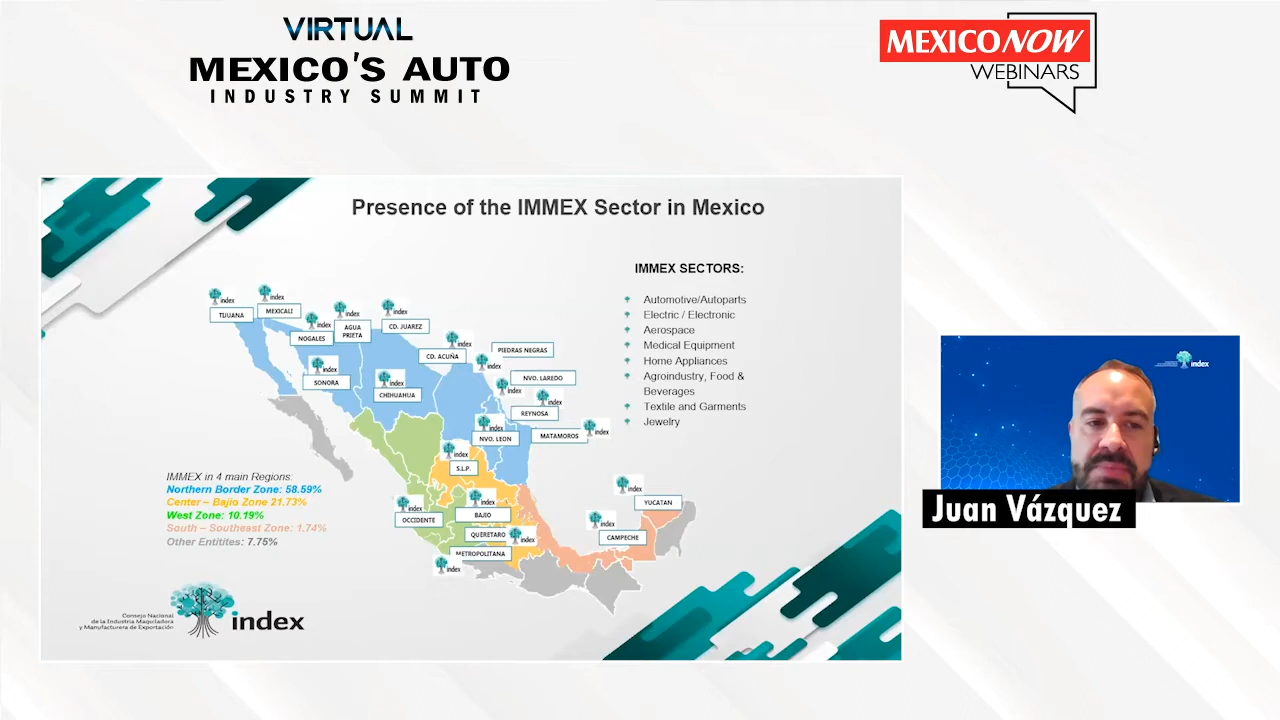 VIRTUAL
MEXICO'S AUTO
INDUSTRY SUMMIT
MEXICONOW
WEBINARS
Presence of the IMMEX Sector in Mexico
IMMEX SECTORS:
Automotive/Autoparts
Electric / Electronic
Aerospace
Medical Equipment
Home Appliances
Agroindustry, Food &
Beverages
Textile and Garments
Jewelry
index
TIJUANA
index
MEXICALI
index
NOGALES
index
AGUA
PRIETA
index
CD. JUAREZ
index
CD. ACUÑA
PIEDRAS NEGRAS
index
NVO. LAREDO
index
index
REYNOSA
index
SONORA
index
CHIHUAHUA
index
NVO. LEON
MATAMOROS
index
index
S.L.P.
index
OCCIDENTE
index
BAJIO
QUERETARO
index
METROPOLITANA
index
index
YUCATAN
index
CAMPECHE
IMMEX in 4 main Regions:
Northern Border Zone: 58.59%
Center – Bajio Zone 21.73%
West Zone: 10.19%
South – Southeast Zone: 1.74%
Other Entitites: 7.75%
Consejo Nacional
de la Industria Maquiladora
y Manufacturera de Exportación
index
index
Juan Vázquez